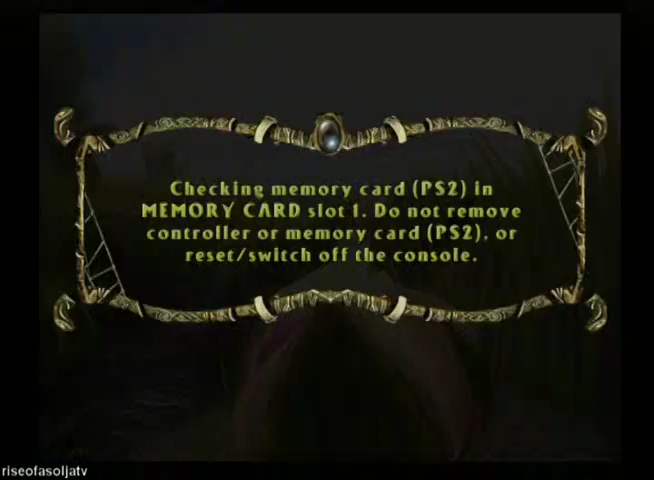 Checking memory card (PS2) in
MEMORY CARD slot 1. Do not remove
controller or memory card (PS2), or
reset/switch off the console.
riseofasoljatv